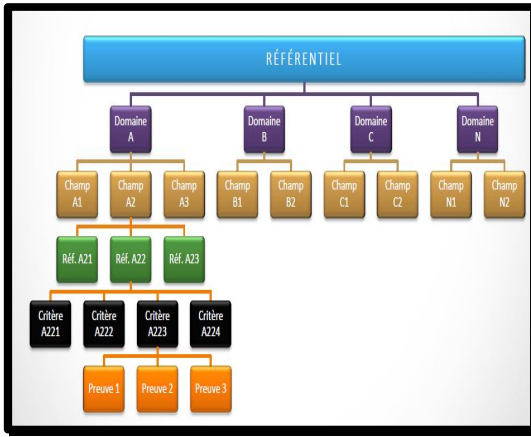 RÉFÉRENTIEL
Domaine
A
Domaine
B
Domaine
C
Domaine
N
Champ
A1
Champ
A2
Champ
A3
Champ
B1
Champ
B2
Champ
C1
Champ
C2
Champ
N1
Champ
N2
Réf. A21
Réf. A22
Réf. A23
Critère
A221
Critère
A222
Critère
A223
Critère
A224
Preuve 1
Preuve 2
Preuve 3